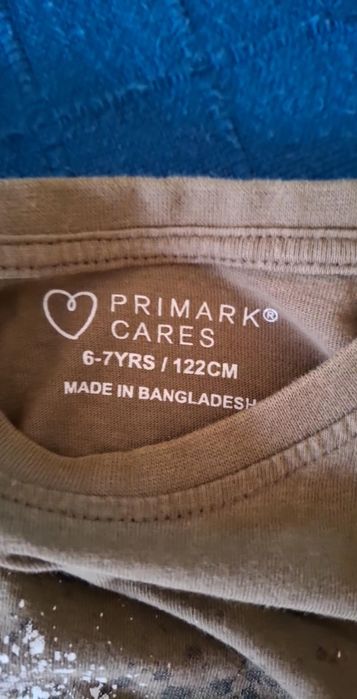 PRIMARK®
CARES
6-7YRS / 122CM
MADE IN BANGLADESH